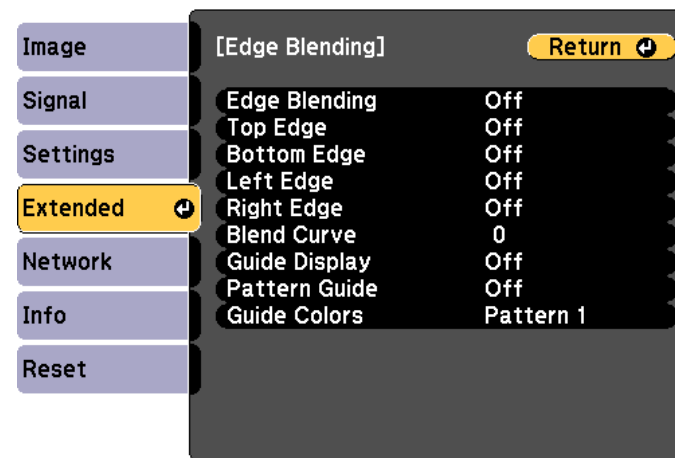 Image
Signal
Settings
Extended
Network
Info
Reset
[Edge Blending] Return
Edge Blending Off
Top Edge Off
Bottom Edge Off
Left Edge Off
Right Edge Off
Blend Curve 0
Guide Display Off
Pattern Guide Off
Guide Colors Pattern 1